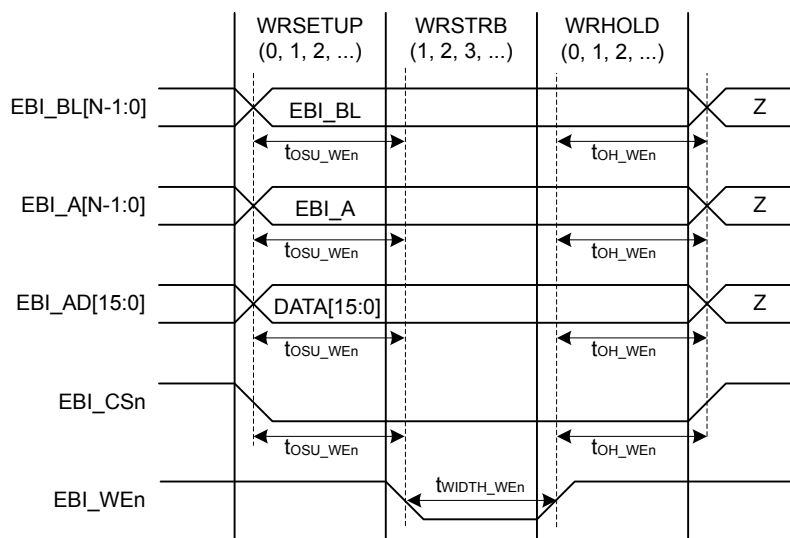 WRSETUP WRSTRB WRHOLD
(0, 1, 2, ...) (1, 2, 3, ...) (0, 1, 2, ...)
EBI_BL[N-1:0] EBI_BL Z
tOSU_WEn tOH_WEn
EBI_A[N-1:0] EBI_A Z
tOSU_WEn tOH_WEn
EBI_AD[15:0] DATA[15:0] Z
tOSU_WEn tOH_WEn
EBI_CSn
tOSU_WEn tOH_WEn
EBI_WEn tWIDTH_WEn